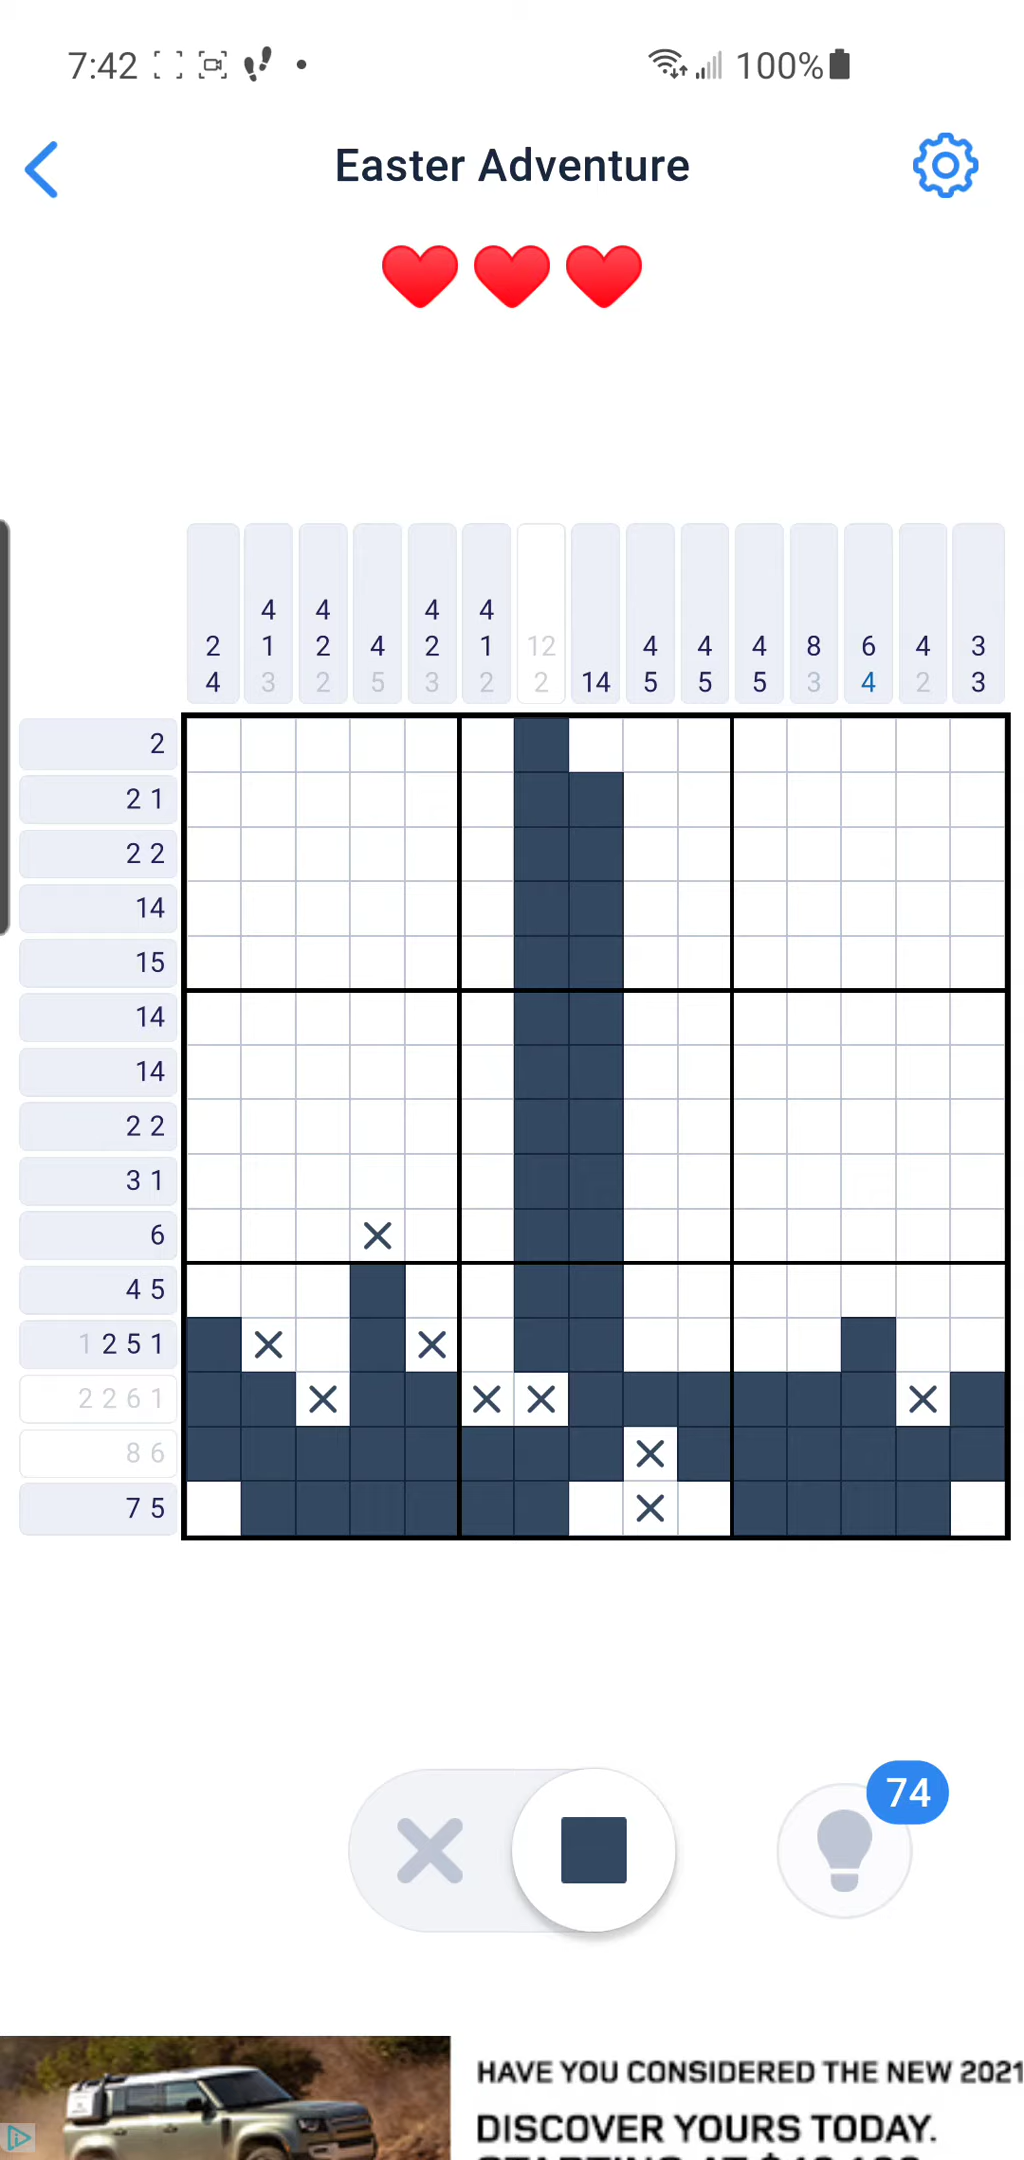 7:42 100%
Easter Adventure
4 4 4 4
2 1 2 4 2 1 12 4 4 4 8 6 4 3
4 3 2 5 3 2 2 14 5 5 5 3 4 2 3
2
2 1
2 2
14
15
14
14
2 2
3 1
6
4 5
1 2 5 1
2 2 6 1
8 6
7 5
74
HAVE YOU CONSIDERED THE NEW 2021
DISCOVER YOURS TODAY.